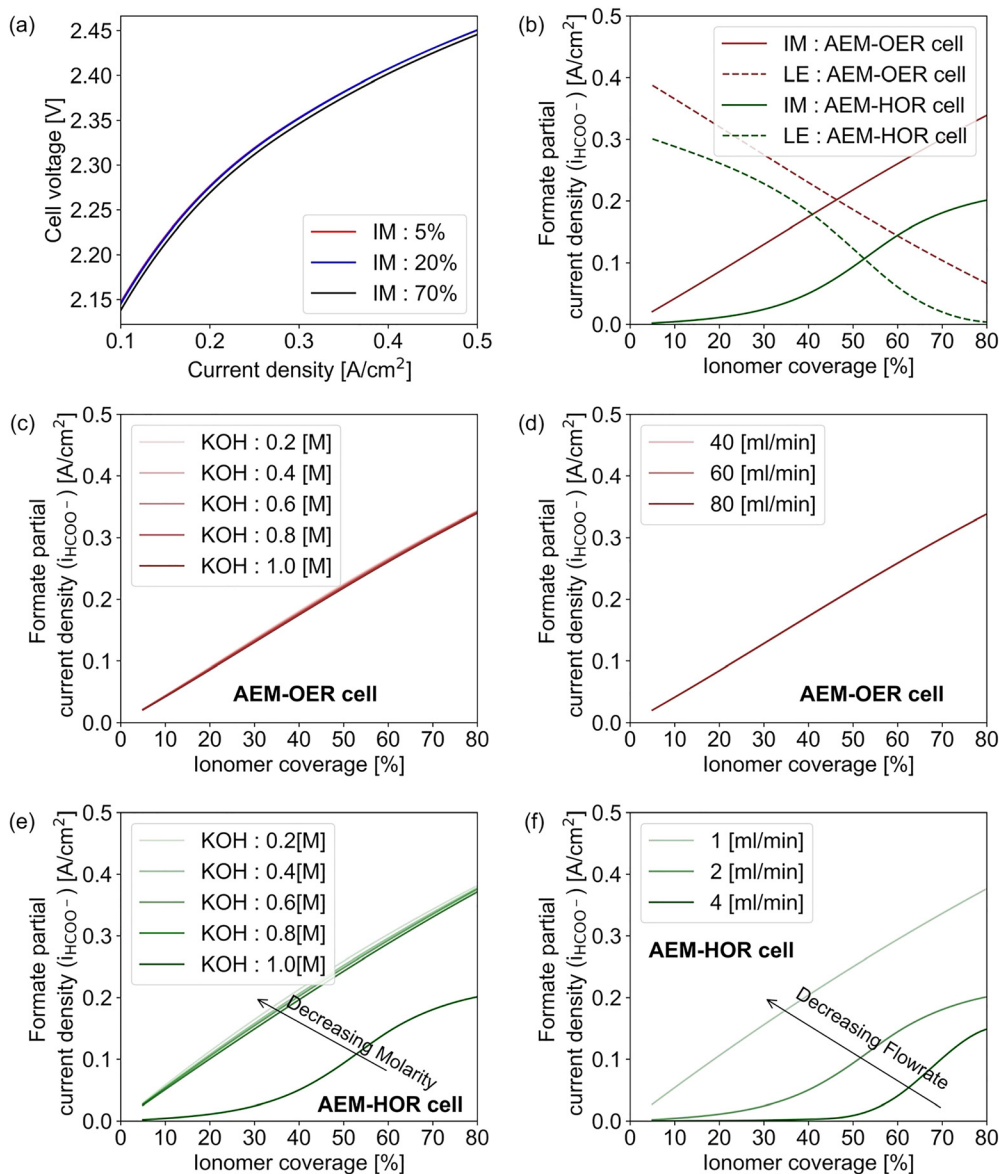 (a)
2.45
2.35
2.30
2.20
2.15
Cell voltage [V]
IM : 5%
IM : 20%
IM : 70%
0.1 0.2 0.3 0.4 0.5
Current density [A/cm²]
(b)
0.5
0.4
0.3
0.2
0.1
0.0
Formate partial
current density (iHCOO⁻) [A/cm²]
IM : AEM-OER cell
LE : AEM-OER cell
IM : AEM-HOR cell
LE : AEM-HOR cell
0 10 20 30 40 50 60 70 80
Ionomer coverage [%]
(c)
0.5
0.4
0.3
0.2
0.1
0.0
Formate partial
current density (iHCOO⁻) [A/cm²]
KOH : 0.2 [M]
KOH : 0.4 [M]
KOH : 0.6 [M]
KOH : 0.8 [M]
KOH : 1.0 [M]
AEM-OER cell
0 10 20 30 40 50 60 70 80
Ionomer coverage [%]
(d)
0.5
0.4
0.3
0.2
0.1
0.0
Formate partial
current density (iHCOO⁻) [A/cm²]
40 [ml/min]
60 [ml/min]
80 [ml/min]
AEM-OER cell
0 10 20 30 40 50 60 70 80
Ionomer coverage [%]
(e)
0.5
0.4
0.3
0.2
0.1
0.0
Formate partial
current density (iHCOO⁻) [A/cm²]
KOH : 0.2[M]
KOH : 0.4[M]
KOH : 0.6[M]
KOH : 0.8[M]
KOH : 1.0[M]
Decreasing Molarity
AEM-HOR cell
0 10 20 30 40 50 60 70 80
Ionomer coverage [%]
(f)
0.5
0.4
0.3
0.2
0.1
0.0
Formate partial
current density (iHCOO⁻) [A/cm²]
1 [ml/min]
2 [ml/min]
4 [ml/min]
AEM-HOR cell
Decreasing Flowrate
0 10 20 30 40 50 60 70 80
Ionomer coverage [%]